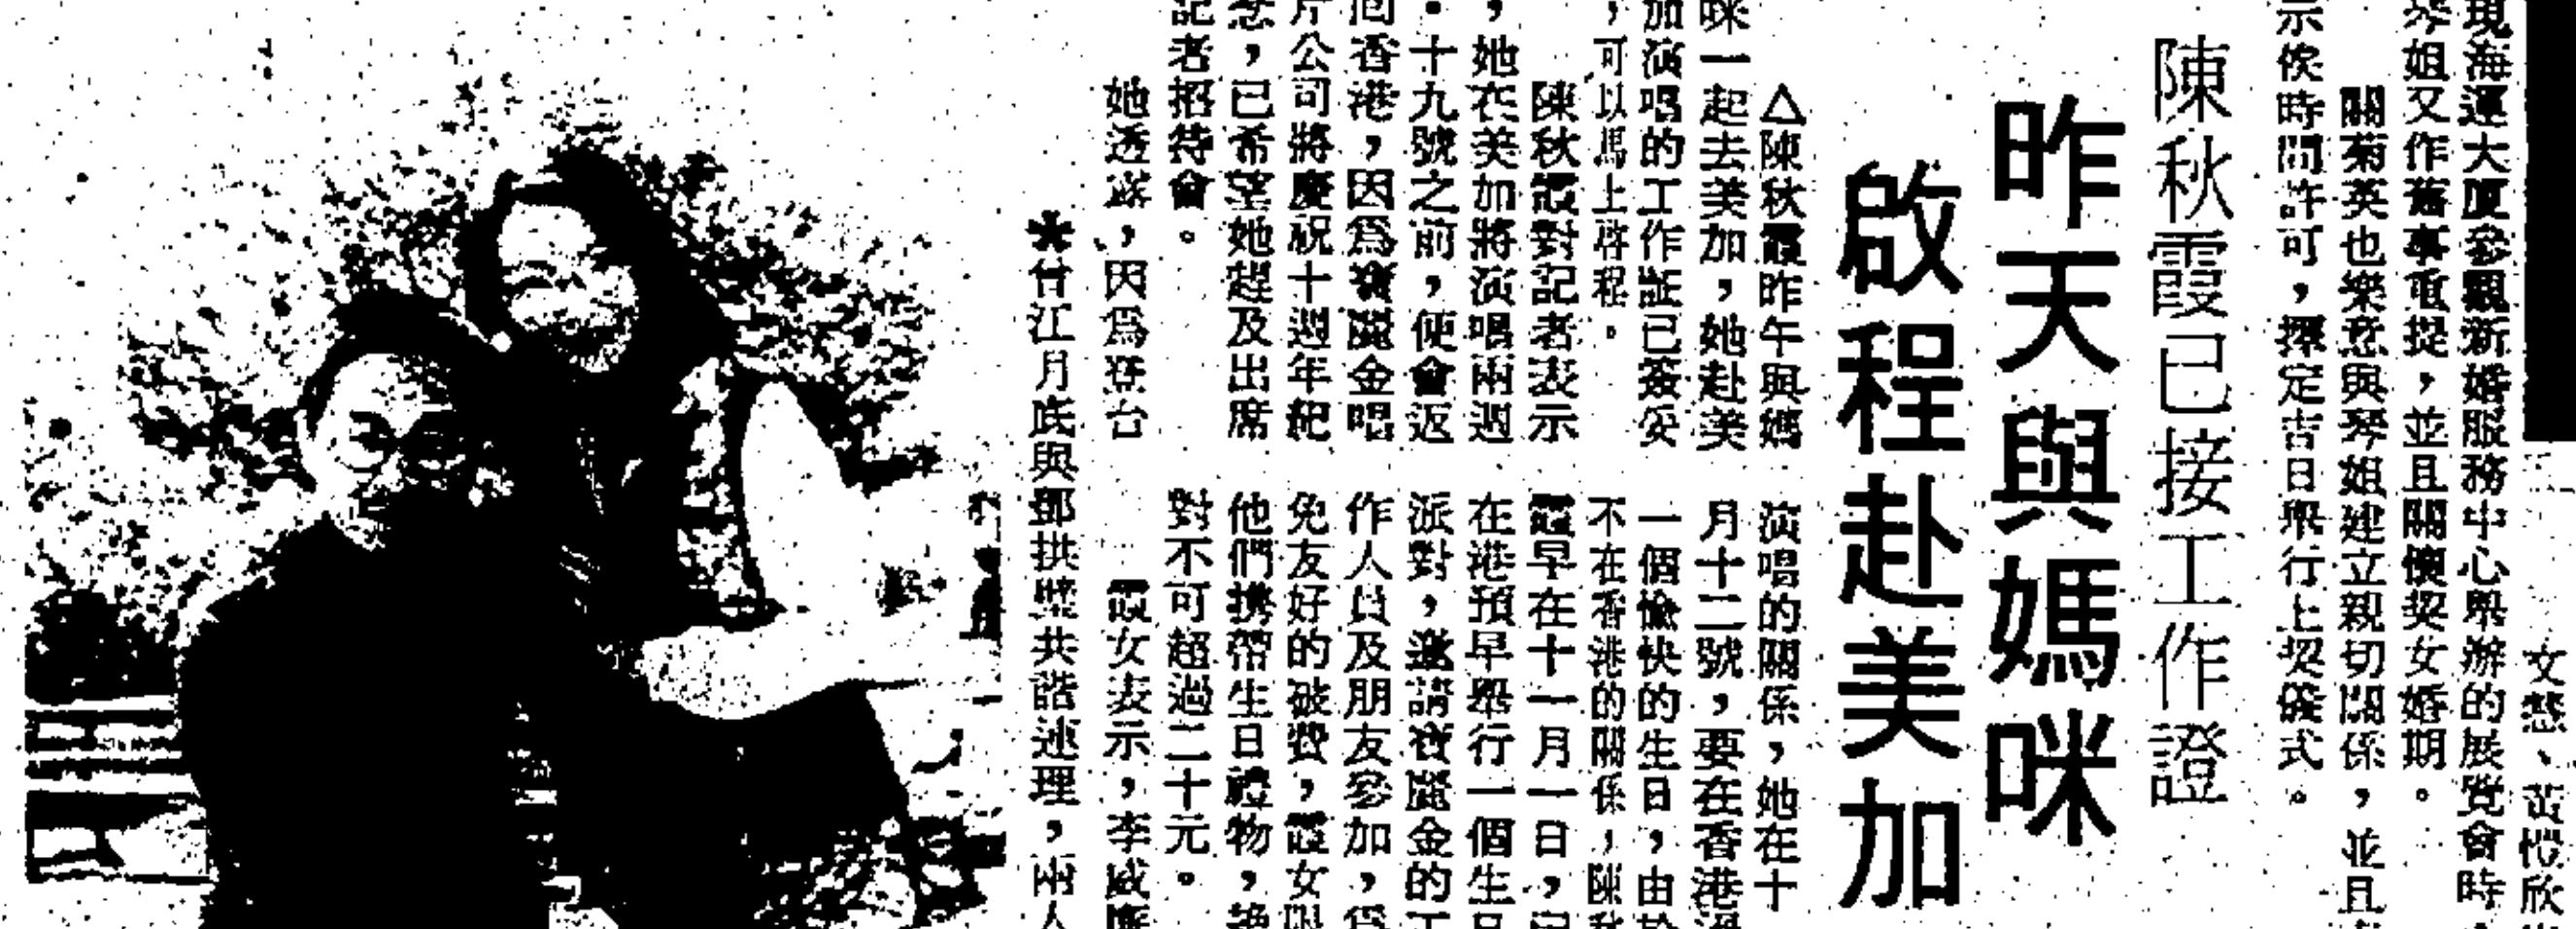 文慧、
現海運大厦參觀新婚服務中心舉辦的展覽會時，
琴姐又作舊事重提，並且關懷契女婚期。
關菊英也樂意與琴姐建立親切關係，並且
示俟時間許可，擇定吉日舉行上契儀式。
陳秋霞已接工作證
昨天與媽咪
啟程赴美加
△陳秋霞昨午與媽
咪一起去美加，她赴美
加演唱的工作証已簽妥
，可以馬上啓程。
陳秋霞對記者表示
，她在美加將演唱兩週
。十九號之前，便會返
回香港，因爲寶麗金唱
片公司將慶祝十週年紀
念，已希望她趕及出席
記者招待會。
她透露，因爲登台
演唱的關係，她在十
月十二號，要在香港過
一個愉快的生日，由於
不在香港的關係，陳秋
霞早在十一月一日，
在港預早舉行一個生日
派對，邀請寶麗金的工
作人員及朋友參加，爲
免友好的破費，霞女限
他們携帶生日禮物，絕
對不可超過二十元。
霞女表示，李威
＊甘江月底與鄧拱璧共諧連理，兩人